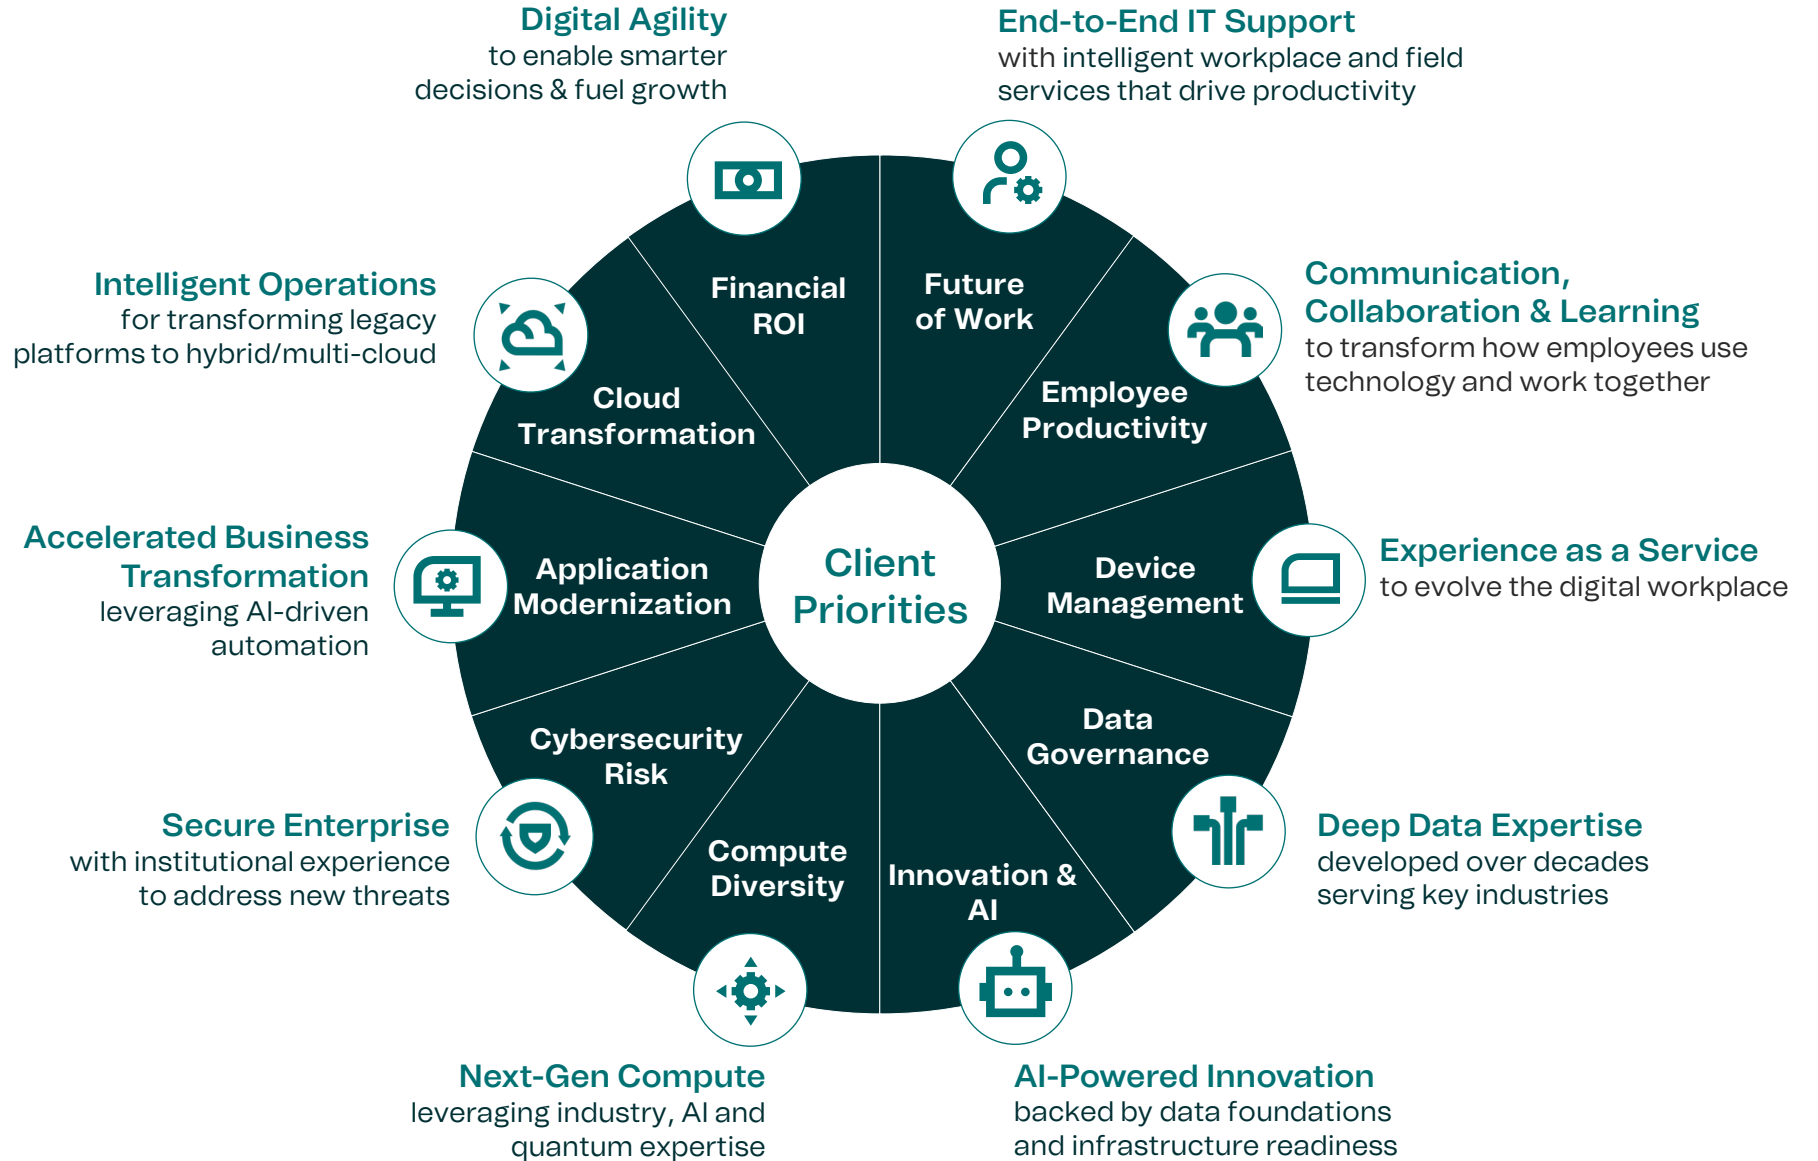 Digital Agility
to enable smarter
decisions & fuel growth
End-to-End IT Support
with intelligent workplace and field
services that drive productivity
Intelligent Operations
for transforming legacy
platforms to hybrid/multi-cloud
Communication,
Collaboration & Learning
to transform how employees use
technology and work together
Accelerated Business
Transformation
leveraging AI-driven
automation
Experience as a Service
to evolve the digital workplace
Secure Enterprise
with institutional experience
to address new threats
Deep Data Expertise
developed over decades
serving key industries
Next-Gen Compute
leveraging industry, AI and
quantum expertise
AI-Powered Innovation
backed by data foundations
and infrastructure readiness
Financial
ROI
Future
of Work
Cloud
Transformation
Employee
Productivity
Application
Modernization
Client
Priorities
Device
Management
Cybersecurity
Risk
Data
Governance
Compute
Diversity
Innovation &
AI